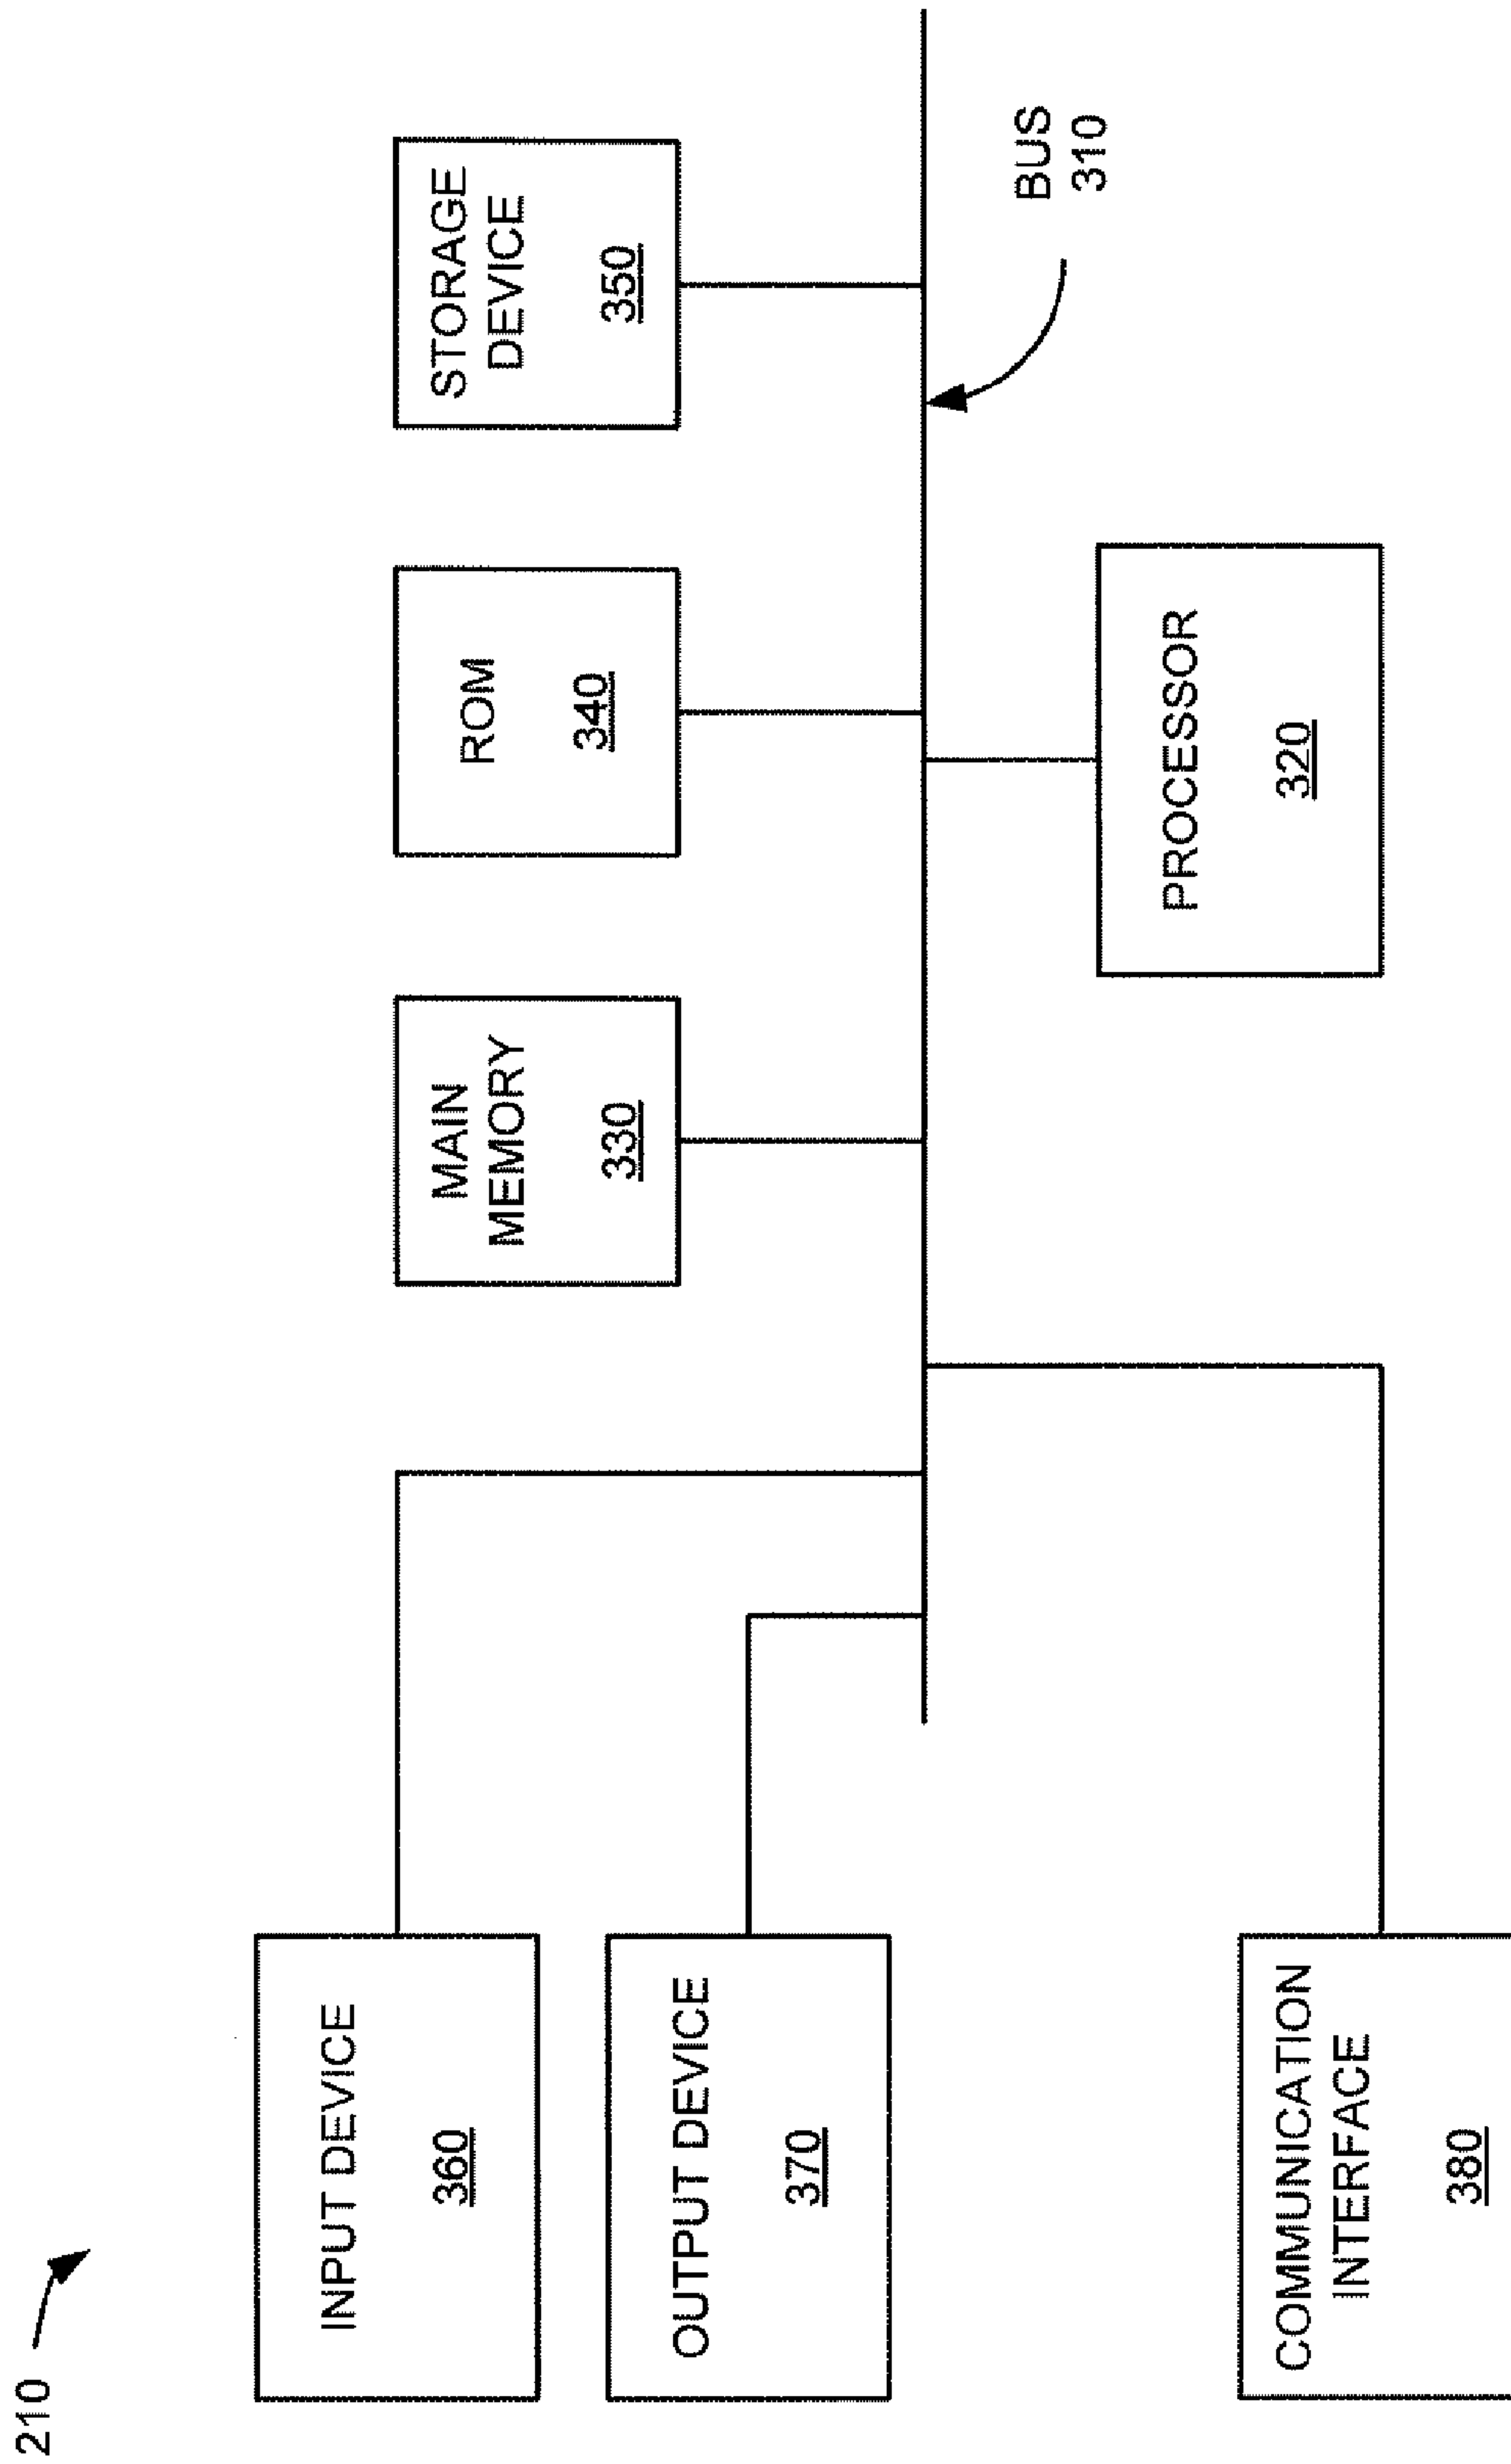 210
INPUT DEVICE
360
OUTPUT DEVICE
370
COMMUNICATION
INTERFACE
380
MAIN
MEMORY
330
ROM
340
STORAGE
DEVICE
350
PROCESSOR
320
BUS
310